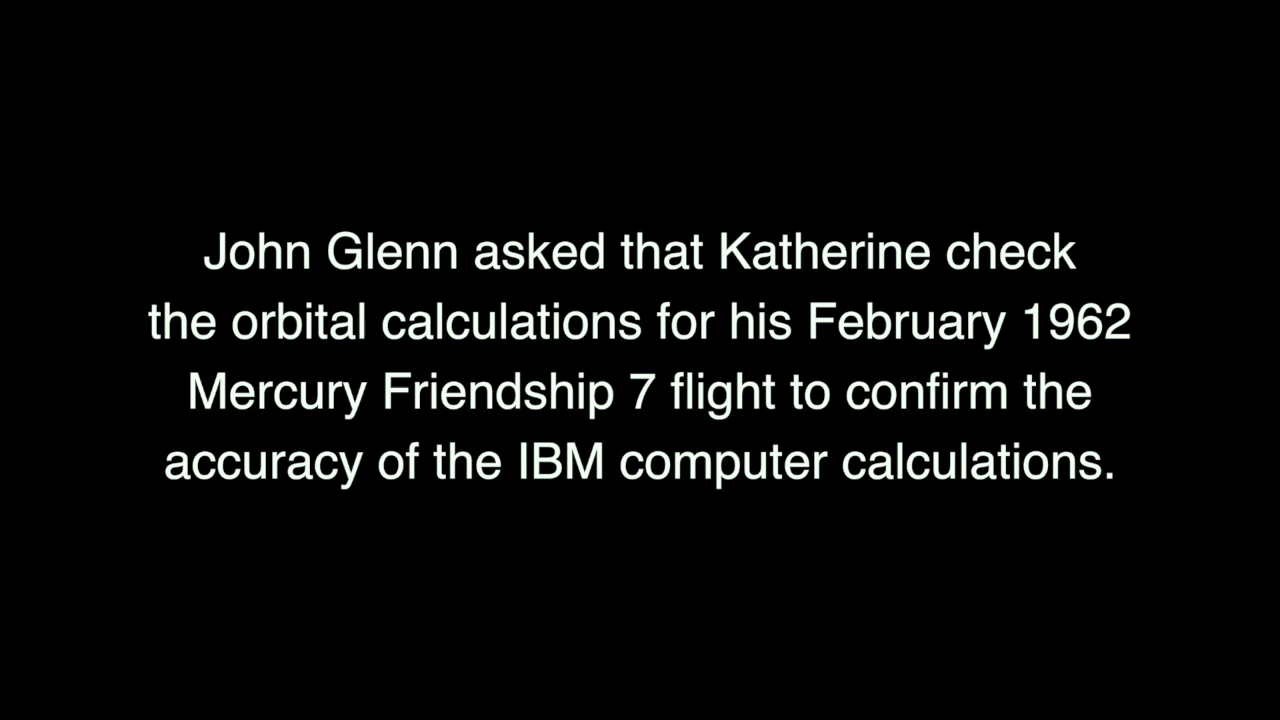 John Glenn asked that Katherine check
the orbital calculations for his February 1962
Mercury Friendship 7 flight to confirm the
accuracy of the IBM computer calculations.